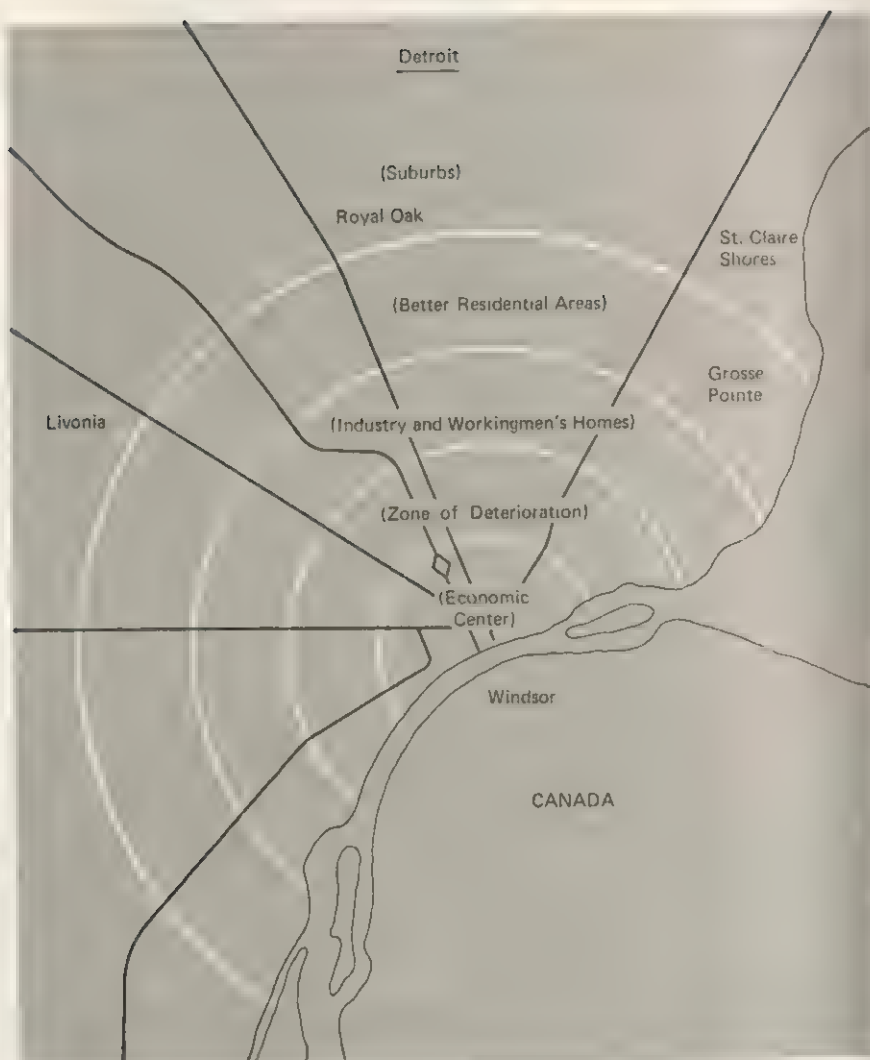 Detroit
(Suburbs)
Royal Oak
St. Claire
Shores
(Better Residential Areas)
Grosse
Pointe
Livonia
(Industry and Workingmen's Homes)
(Zone of Deterioration)
(Economic
Center)
Windsor
CANADA